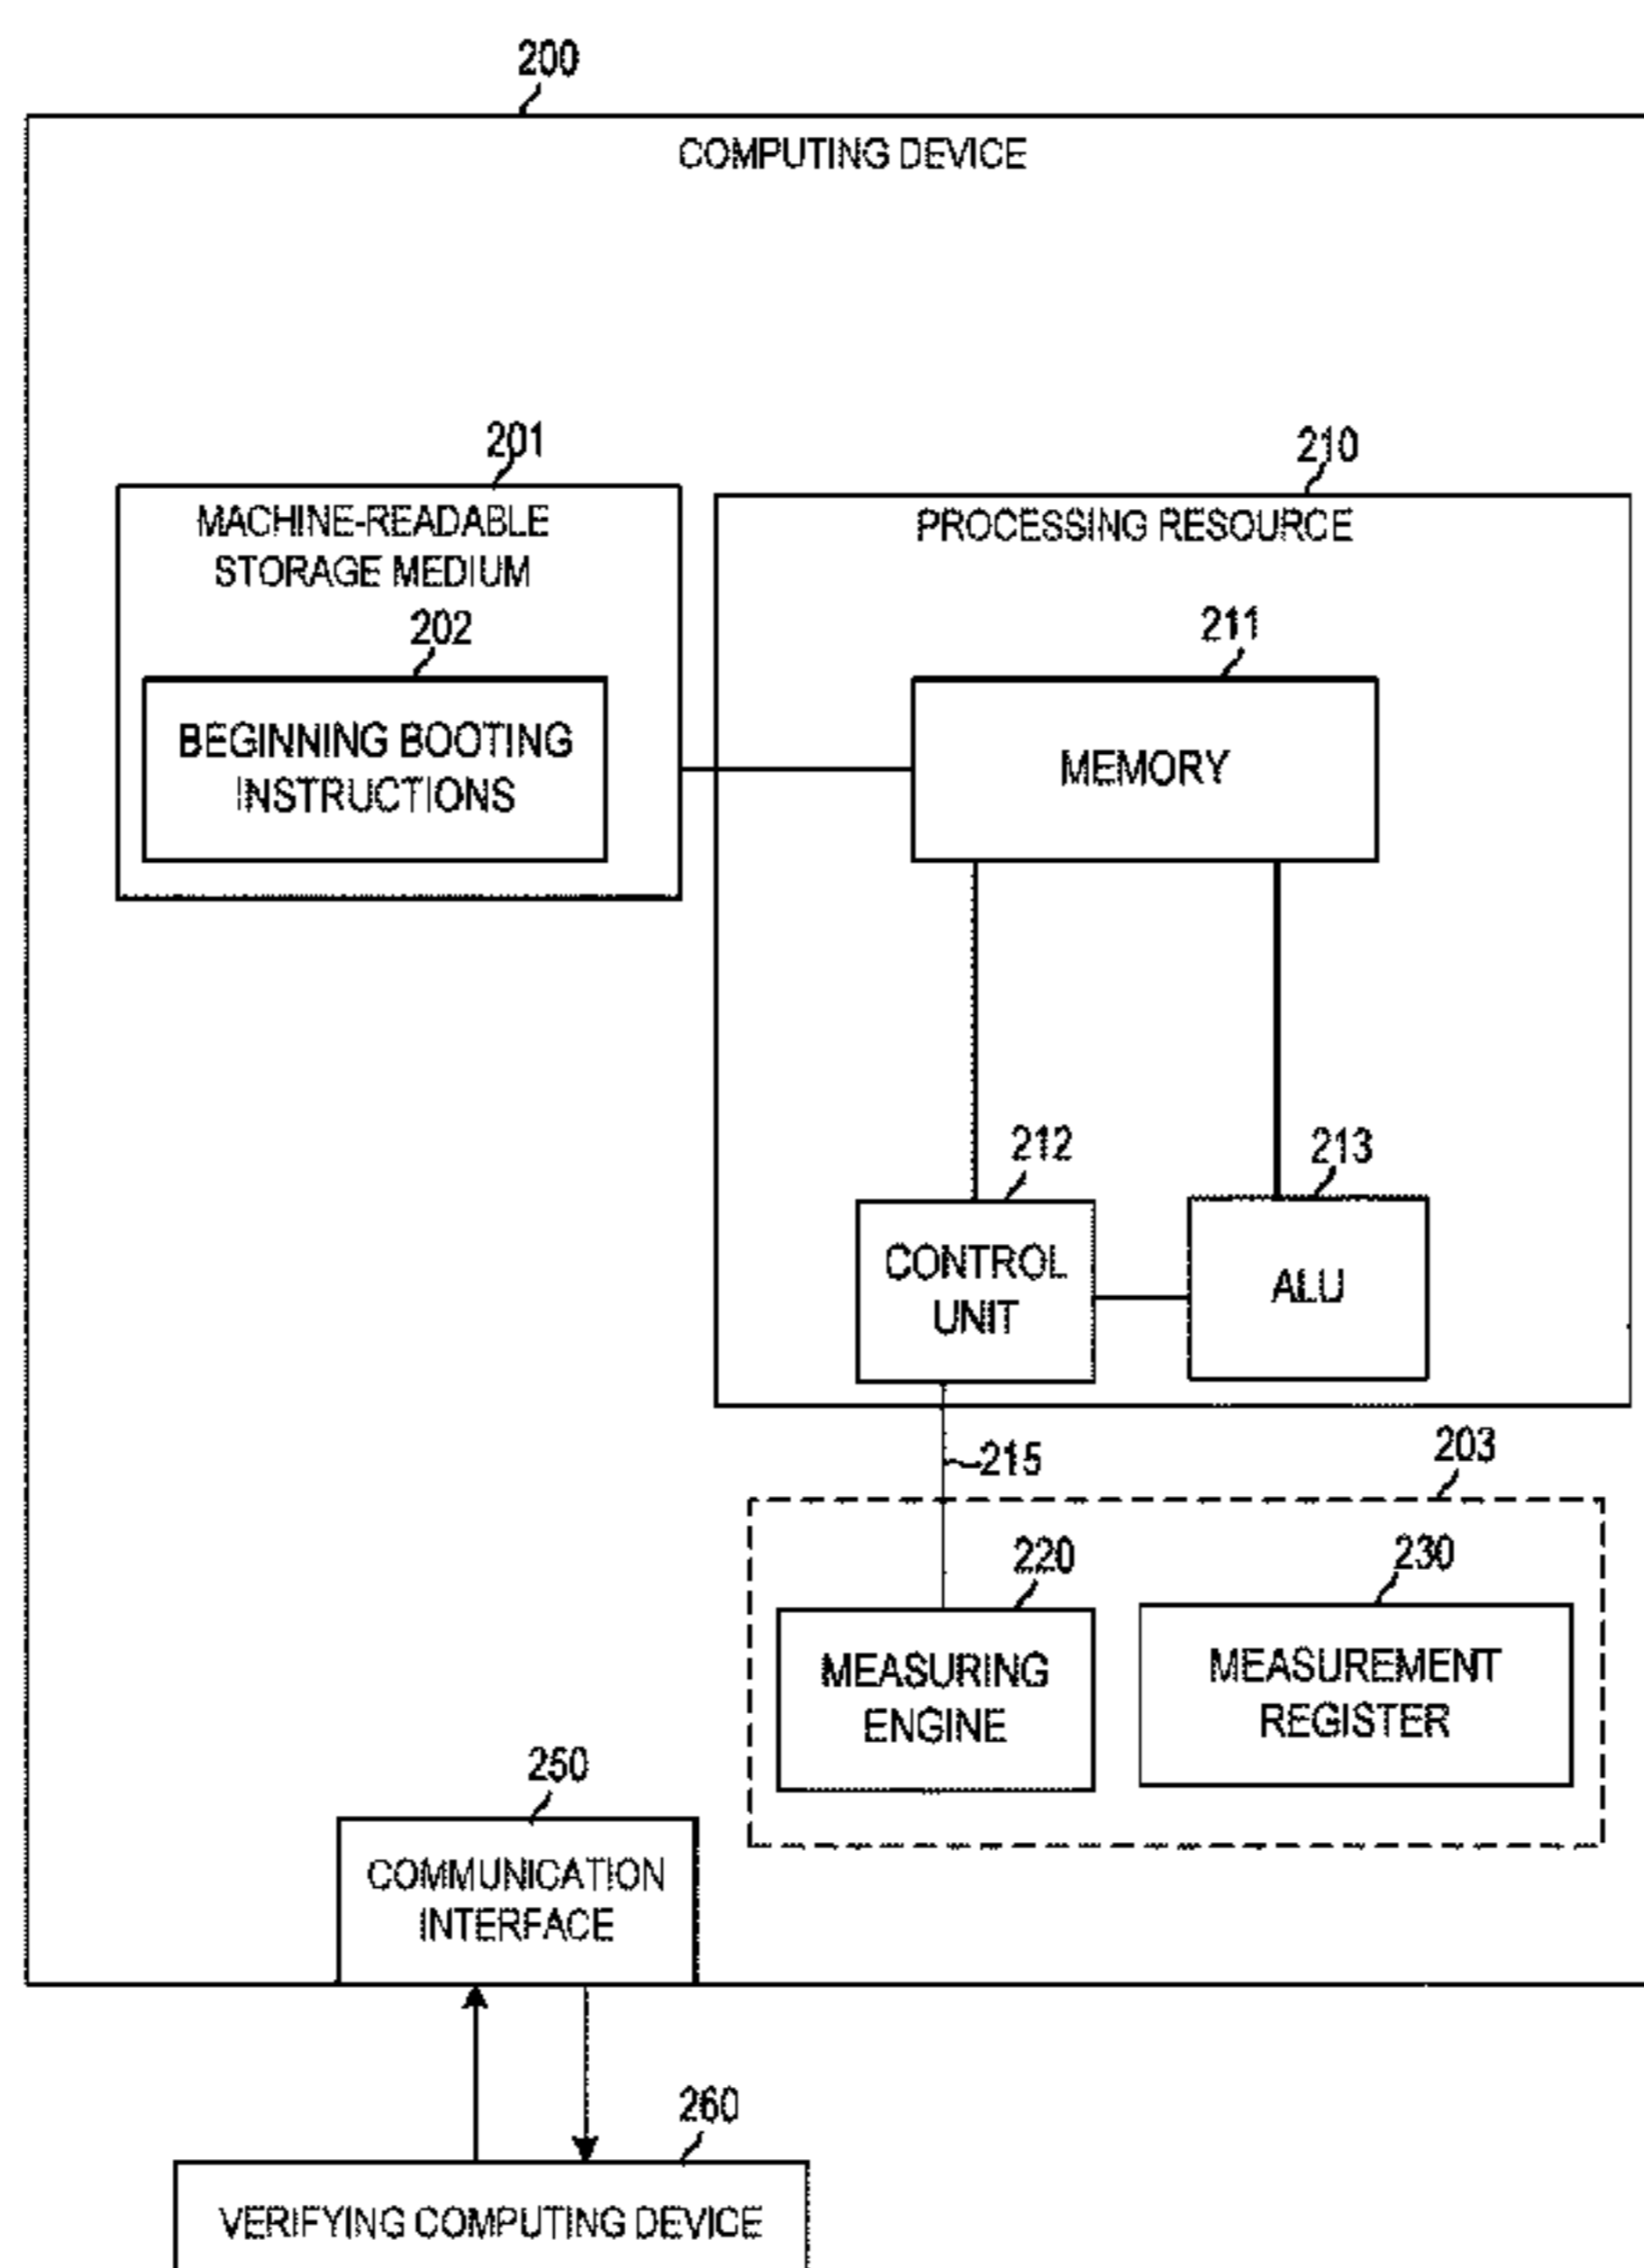 200
COMPUTING DEVICE
201
MACHINE-READABLE
STORAGE MEDIUM
202
BEGINNING BOOTING
INSTRUCTIONS
210
PROCESSING RESOURCE
211
MEMORY
212
CONTROL
UNIT
213
ALU
215
203
220
MEASURING
ENGINE
230
MEASUREMENT
REGISTER
250
COMMUNICATION
INTERFACE
260
VERIFYING COMPUTING DEVICE